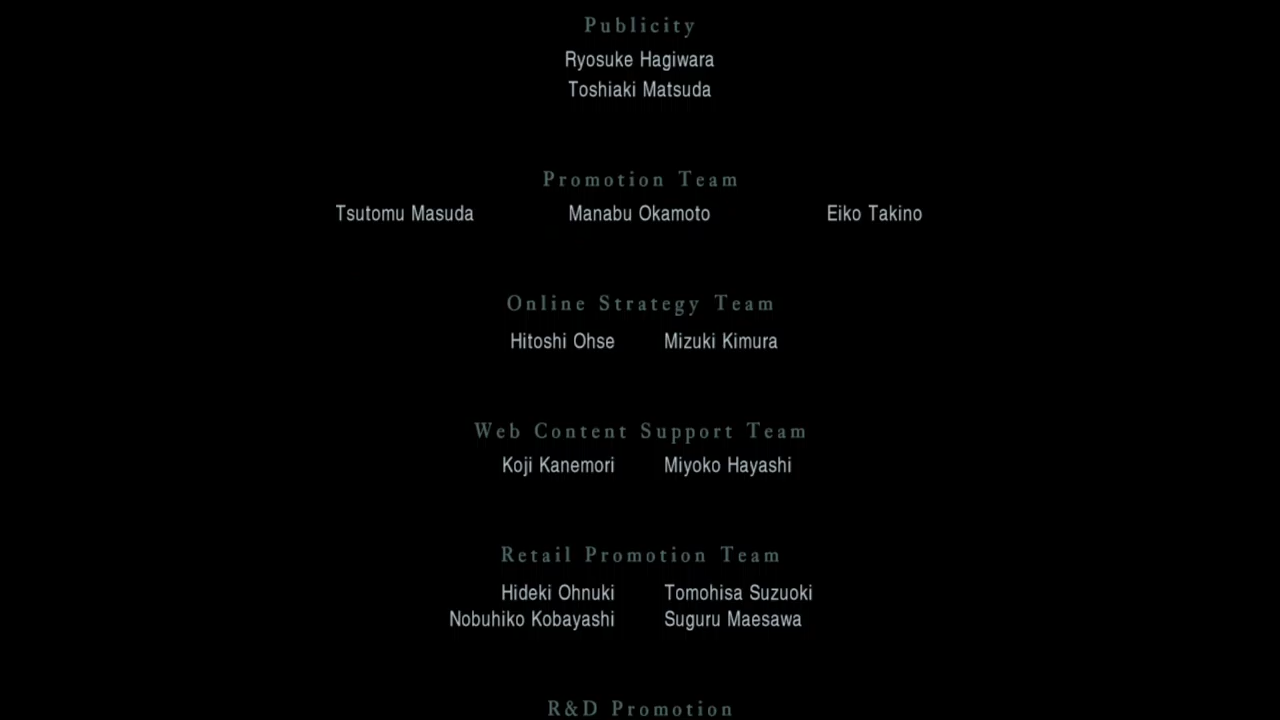 Publicity
Ryosuke Hagiwara
Toshiaki Matsuda
Promotion Team
Tsutomu Masuda Manabu Okamoto Eiko Takino
Online Strategy Team
Hitoshi Ohse Mizuki Kimura
Web Content Support Team
Koji Kanemori Miyoko Hayashi
Retail Promotion Team
Hideki Ohnuki Tomohisa Suzuoki
Nobuhiko Kobayashi Suguru Maesawa
R&D Promotion